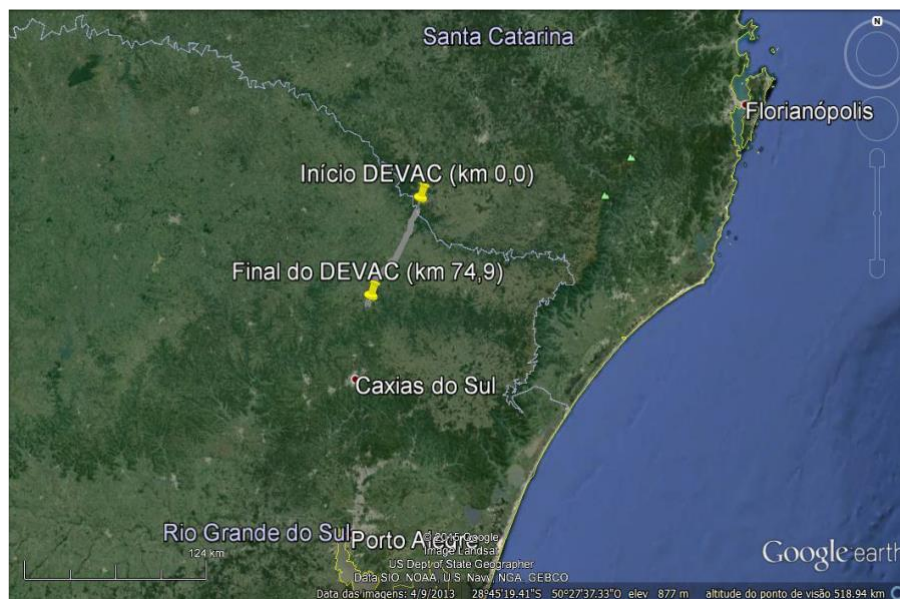 Santa Catarina
N
Florianópolis
Início DEVAC (km 0,0)
Final do DEVAC (km 74,9)
Caxias do Sul
Rio Grande do Sul
Porto Alegre
© 2015 Google
Image Landsat
US Dept of State Geographer
Data SIO, NOAA, U.S. Navy, NGA, GEBCO
124 km
Google earth
Data das imagens: 4/9/2013 28°45'19.41"S 50°27'37.33"O elev 877 m altitude do ponto de visão 518.94 km